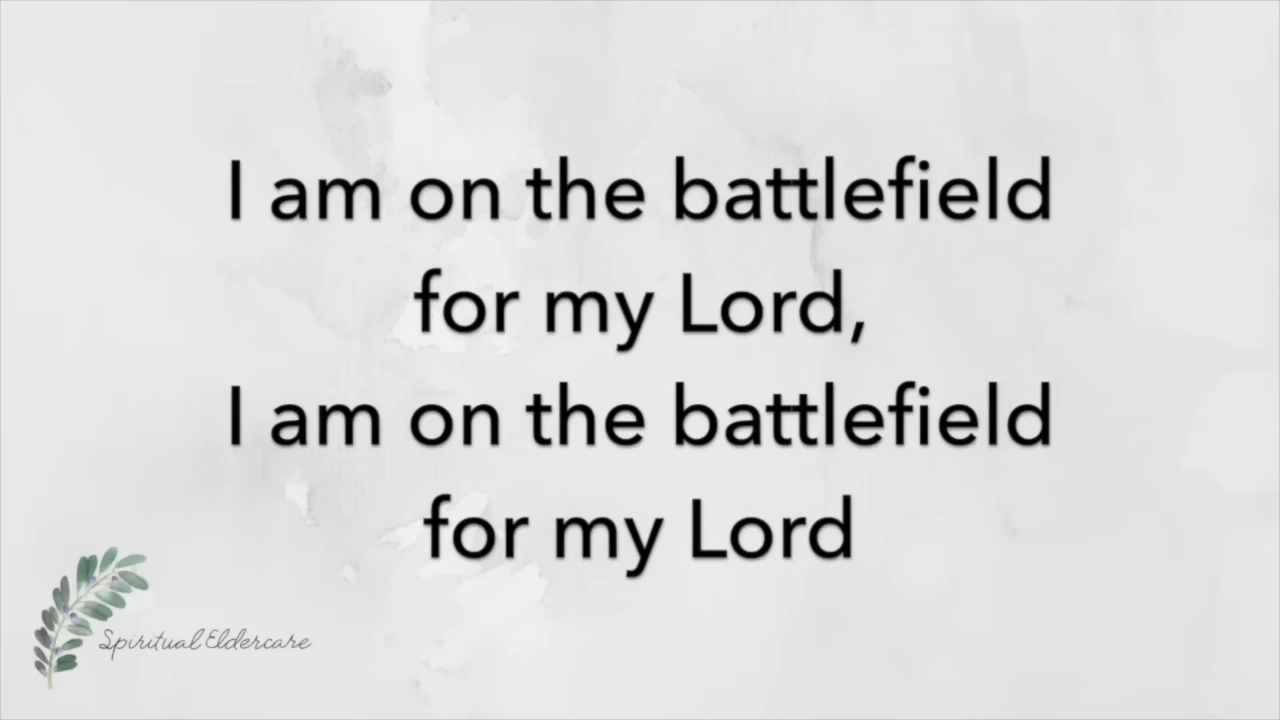 I am on the battlefield
for my Lord,
I am on the battlefield
for my Lord
Spiritual Eldercare